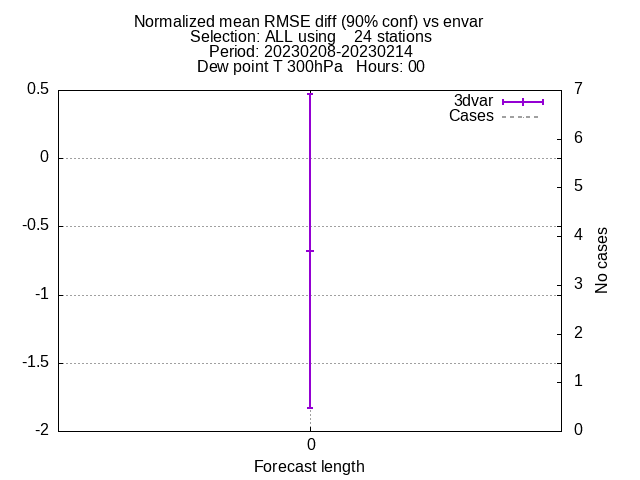 Normalized mean RMSE diff (90% conf) vs envar
Selection: ALL using    24 stations
Period: 20230208-20230214
Dew point T 300hPa   Hours: 00
3dvar
Cases
0.5
0
-0.5
-1
-1.5
-2
7
6
5
4
3
2
1
0
No cases
0
Forecast length